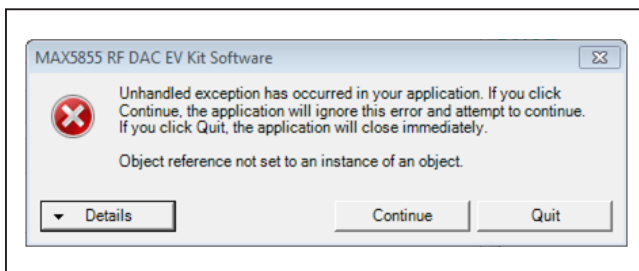 MAX5855 RF DAC EV Kit Software
Unhandled exception has occurred in your application. If you click
Continue, the application will ignore this error and attempt to continue.
If you click Quit, the application will close immediately.
Object reference not set to an instance of an object.
Details
Continue
Quit